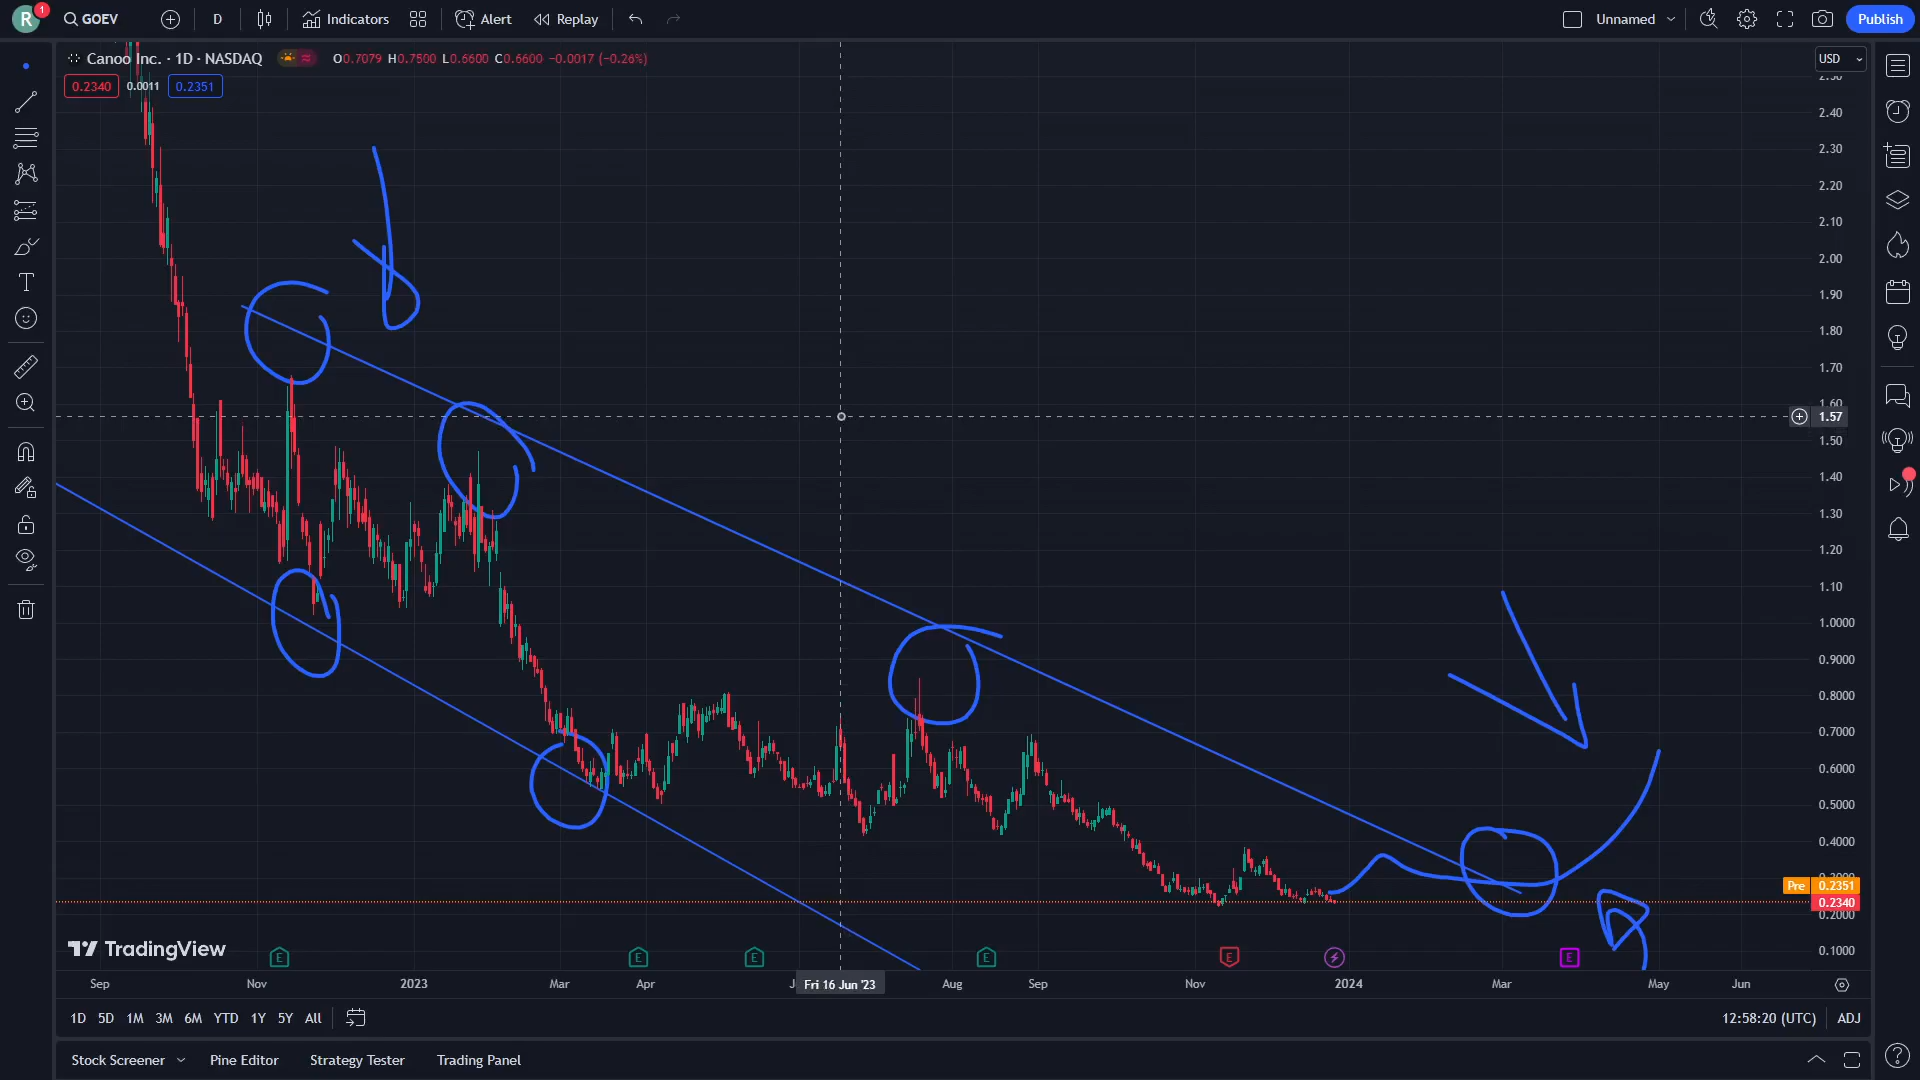 R 1 GOEV D Indicators Alert Replay Unnamed Publish
Canoo Inc. · 1D · NASDAQ O0.7079 H0.7500 L0.6600 C0.6600 −0.0017 (−0.26%) USD
0.2340 0.0011 0.2351
2.40
2.30
2.20
2.10
2.00
1.90
1.80
1.70
1.60
1.57
1.50
1.40
1.30
1.20
1.10
1.0000
0.9000
0.8000
0.7000
0.6000
0.5000
0.4000
Pre 0.2351
0.2340
0.2000
0.1000
TradingView
E E E E E E
Sep Nov 2023 Mar Apr Fri 16 Jun '23 Aug Sep Nov 2024 Mar May Jun
1D 5D 1M 3M 6M YTD 1Y 5Y All 12:58:20 (UTC) ADJ
Stock Screener Pine Editor Strategy Tester Trading Panel